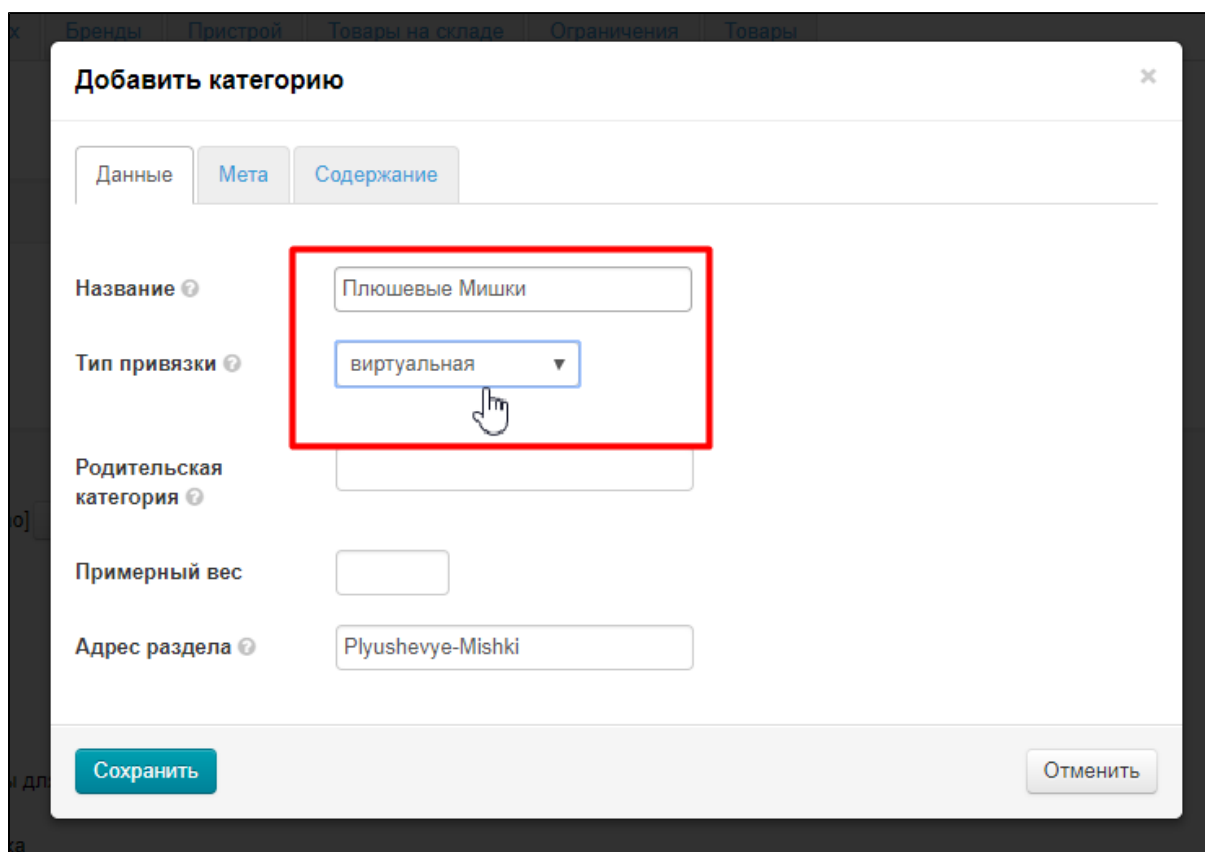 х Бренды Пристрой Товары на складе Ограничения Товары
Добавить категорию ×
Данные Мета Содержание
Название ?
Плюшевые Мишки
Тип привязки ?
виртуальная ▼
Родительская
категория ?
Примерный вес
Адрес раздела ?
Plyushevye-Mishki
Сохранить Отменить